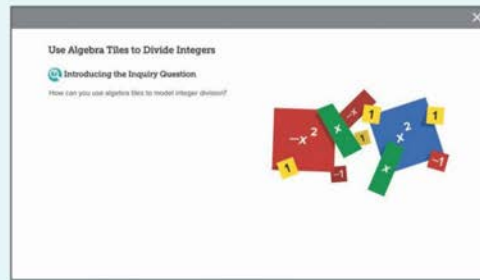 Use Algebra Tiles to Divide Integers
Introducing the Inquiry Question
How can you use algebra tiles to model integer division?
−x²
x
−x
1
1
x²
1
1
−1
x
−1